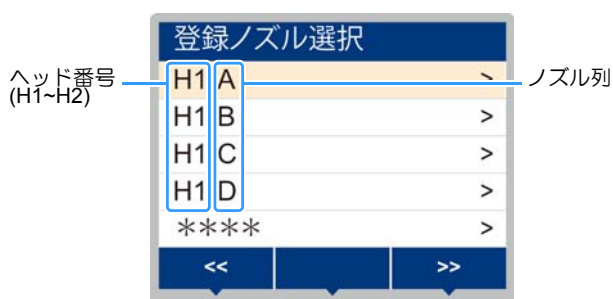 登録ノズル選択
ヘッド番号
(H1~H2)
H1 A >
ノズル列
H1 B >
H1 C >
H1 D >
**** >
<< >>